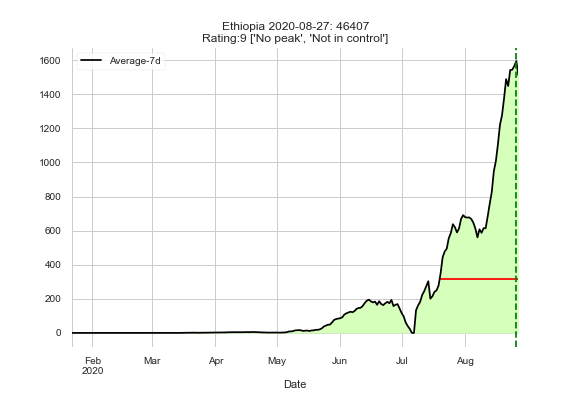 Ethiopia 2020-08-27: 46407
Rating:9 ['No peak', 'Not in control']
Average-7d
1600
1400
1200
1000
800
600
400
200
0
Feb Mar Apr May Jun Jul Aug
2020
Date